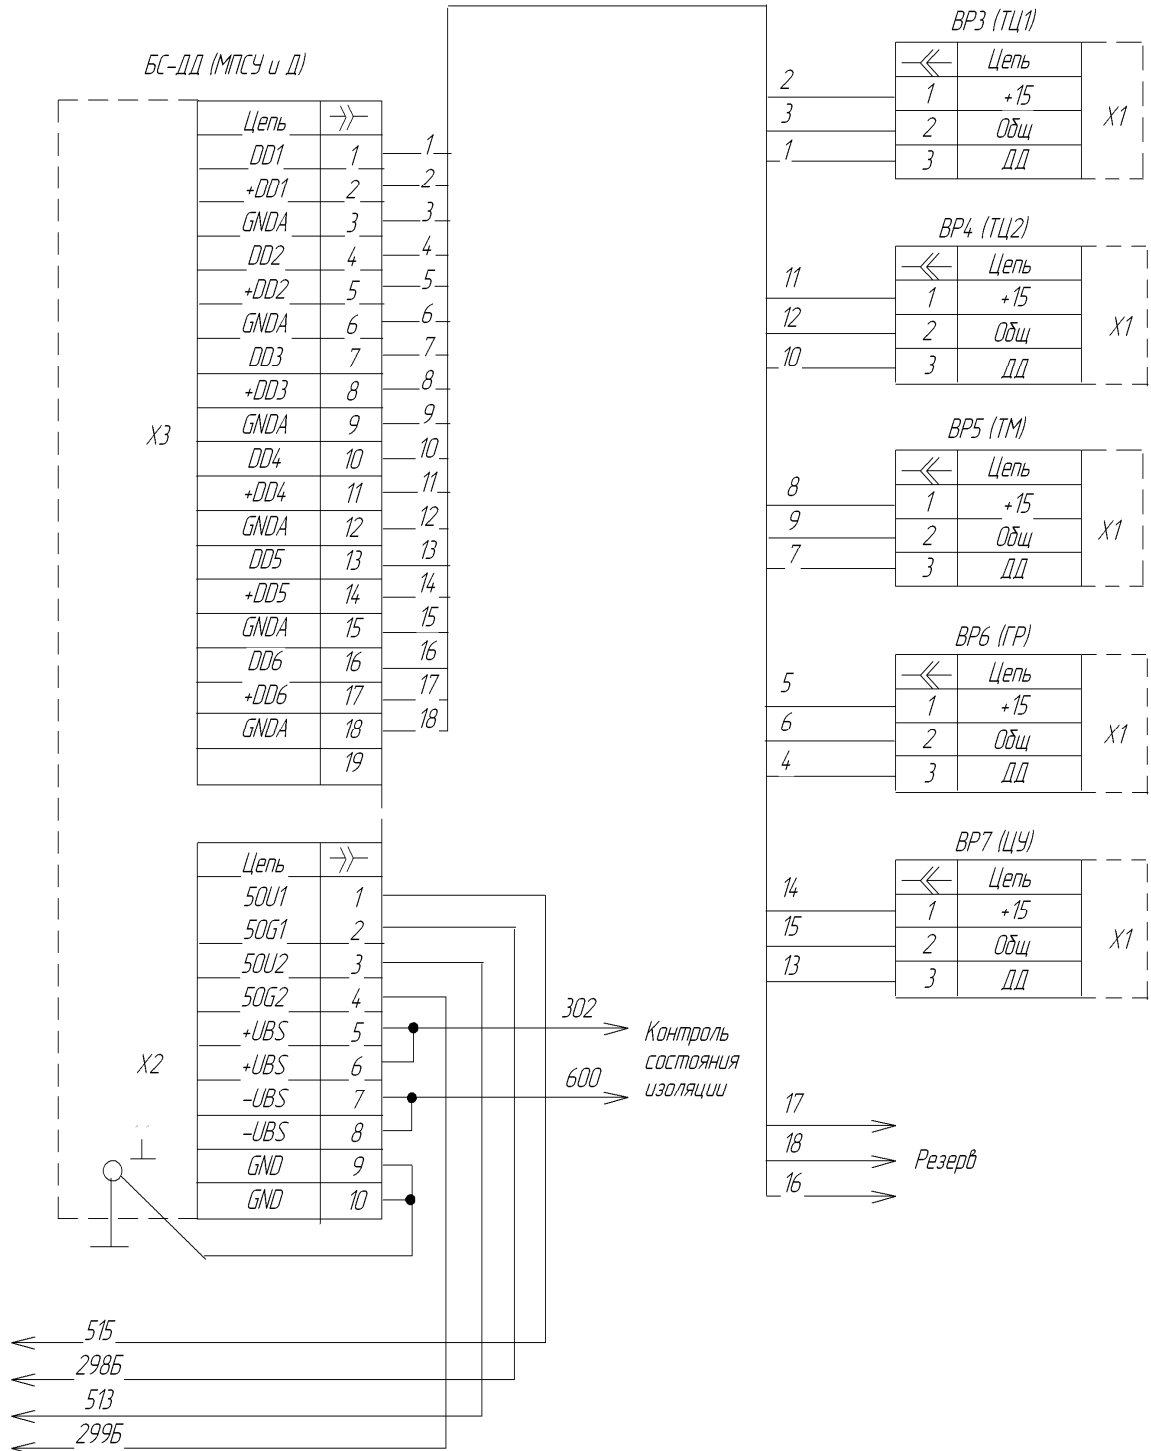 БС-ДД (МПСУ и Д)
Цепь
DD1 1 1
+DD1 2 2
GNDA 3 3
DD2 4 4
+DD2 5 5
GNDA 6 6
DD3 7 7
+DD3 8 8
GNDA 9 9
DD4 10 10
+DD4 11 11
GNDA 12 12
DD5 13 13
+DD5 14 14
GNDA 15 15
DD6 16 16
+DD6 17 17
GNDA 18 18
19
X3
Цепь
50U1 1
50G1 2
50U2 3
50G2 4
+UBS 5
+UBS 6
-UBS 7
-UBS 8
GND 9
GND 10
X2
302
600
Контроль
состояния
изоляции
515
298Б
513
299Б
ВР3 (ТЦ1)
Цепь
2 1 +15
3 2 Общ
1 3 ДД
X1
ВР4 (ТЦ2)
Цепь
11 1 +15
12 2 Общ
10 3 ДД
X1
ВР5 (ТМ)
Цепь
8 1 +15
9 2 Общ
7 3 ДД
X1
ВР6 (ГР)
Цепь
5 1 +15
6 2 Общ
4 3 ДД
X1
ВР7 (ЦУ)
Цепь
14 1 +15
15 2 Общ
13 3 ДД
X1
17
18
16
Резерв